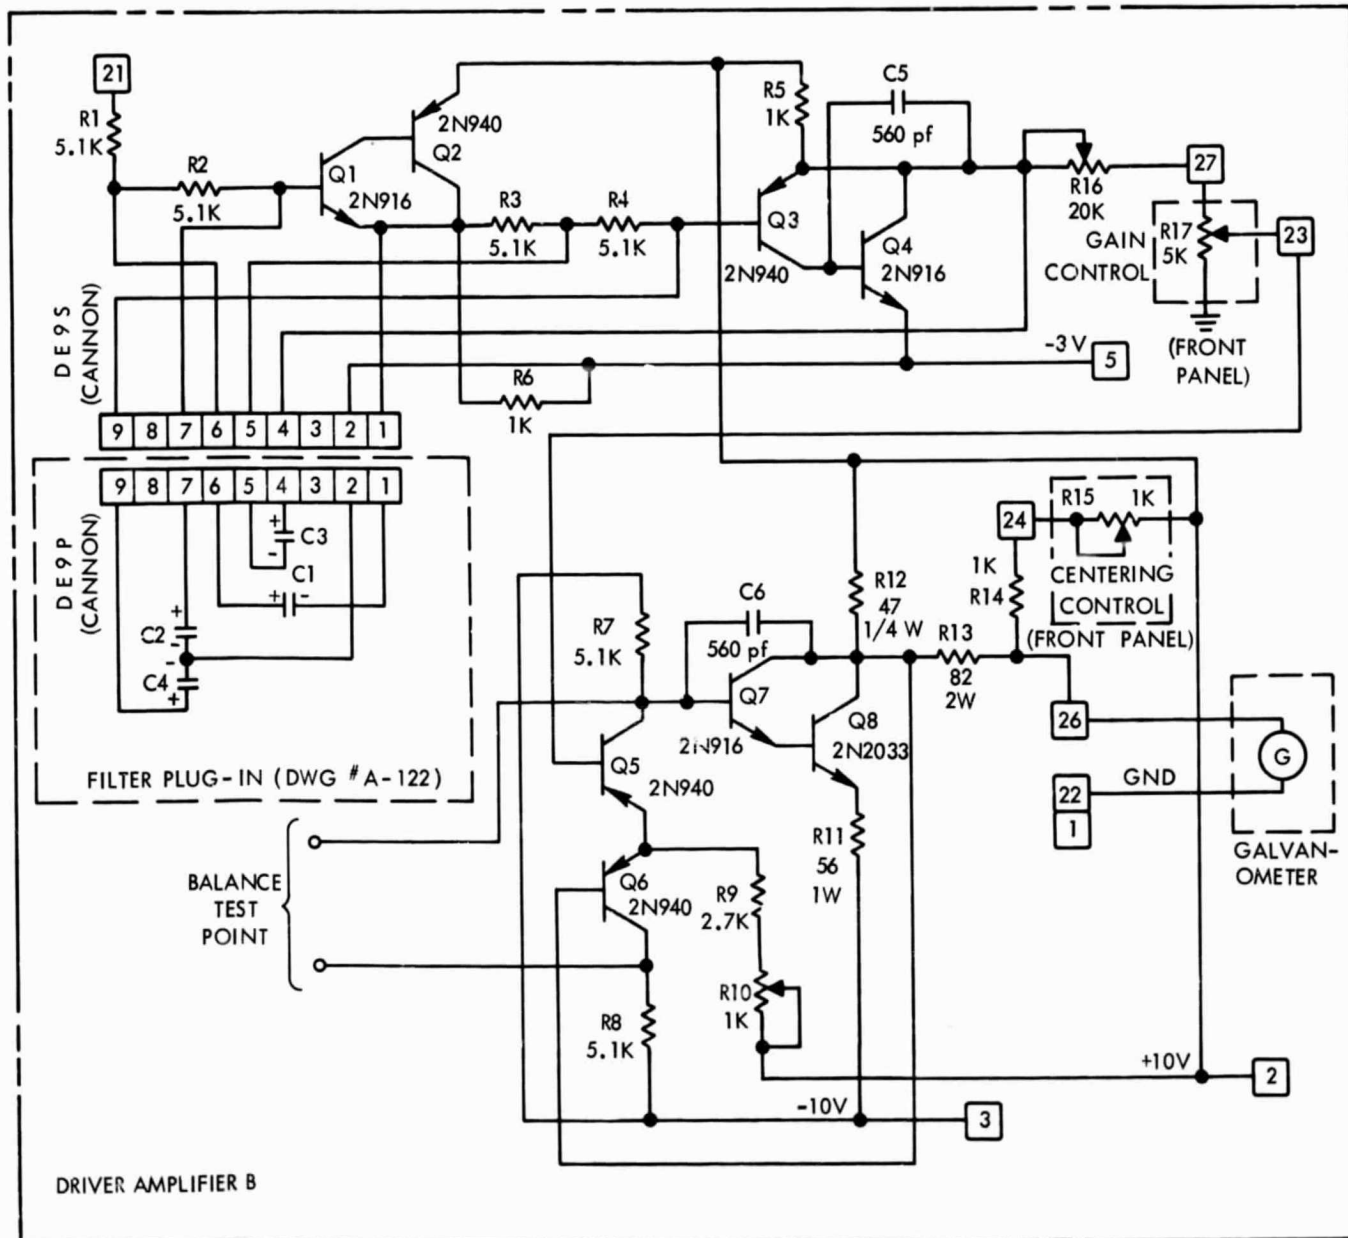 21
R1
5.1K
R2
5.1K
Q1
2N916
2N940
Q2
R3
5.1K
R4
5.1K
R5
1K
C5
560 pf
Q3
2N940
Q4
2N916
R16
20K
27
R17
5K
GAIN
CONTROL
23
(FRONT
PANEL)
-3V
5
R6
1K
DE9S
(CANNON)
9 8 7 6 5 4 3 2 1
9 8 7 6 5 4 3 2 1
DE9P
(CANNON)
+
-
C3
C1
+ -
+
C2
-
-
C4
+
FILTER PLUG-IN (DWG # A-122)
R7
5.1K
C6
560 pf
R12
47
1/4 W
24
R15
1K
CENTERING
CONTROL
(FRONT PANEL)
1K
R14
R13
82
2W
Q7
2N916
Q8
2N2033
26
G
GND
22
1
GALVAN-
OMETER
Q5
2N940
Q6
2N940
R9
2.7K
R11
56
1W
BALANCE
TEST
POINT
R10
1K
R8
5.1K
+10V
2
-10V
3
DRIVER AMPLIFIER B